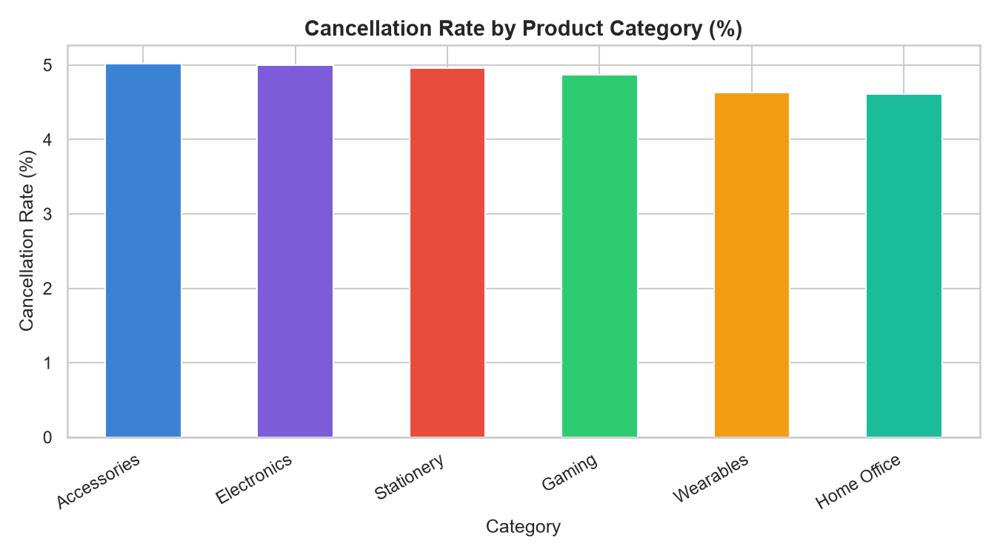 Cancellation Rate by Product Category (%)
Cancellation Rate (%)
5
4
3
2
1
0
Accessories
Electronics
Stationery
Gaming
Wearables
Home Office
Category